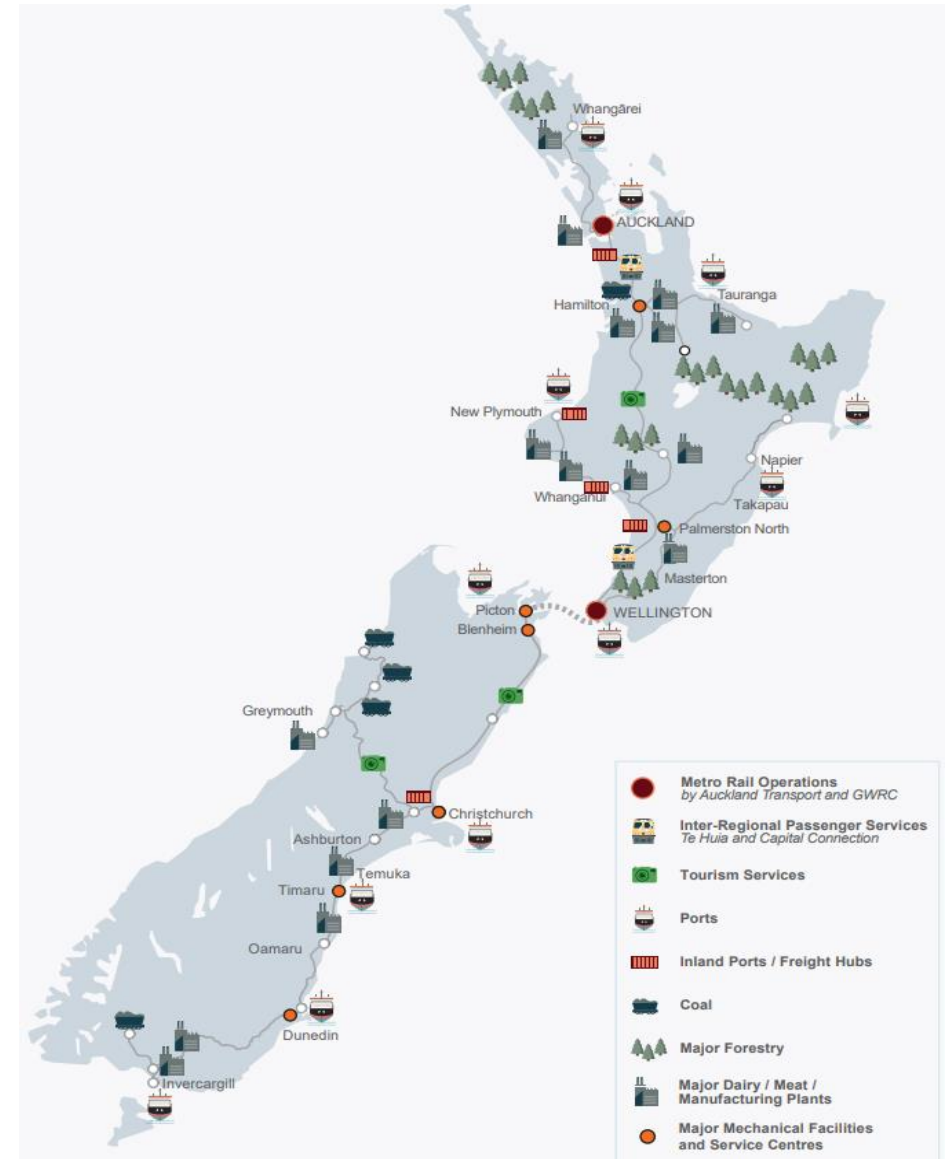 Whangārei
AUCKLAND
Hamilton
Tauranga
New Plymouth
Napier
Whanganui
Takapau
Palmerston North
Masterton
Picton
WELLINGTON
Blenheim
Greymouth
Christchurch
Ashburton
Temuka
Timaru
Oamaru
Dunedin
Invercargill
Metro Rail Operations
by Auckland Transport and GWRC
Inter-Regional Passenger Services
Te Huia and Capital Connection
Tourism Services
Ports
Inland Ports / Freight Hubs
Coal
Major Forestry
Major Dairy / Meat /
Manufacturing Plants
Major Mechanical Facilities
and Service Centres